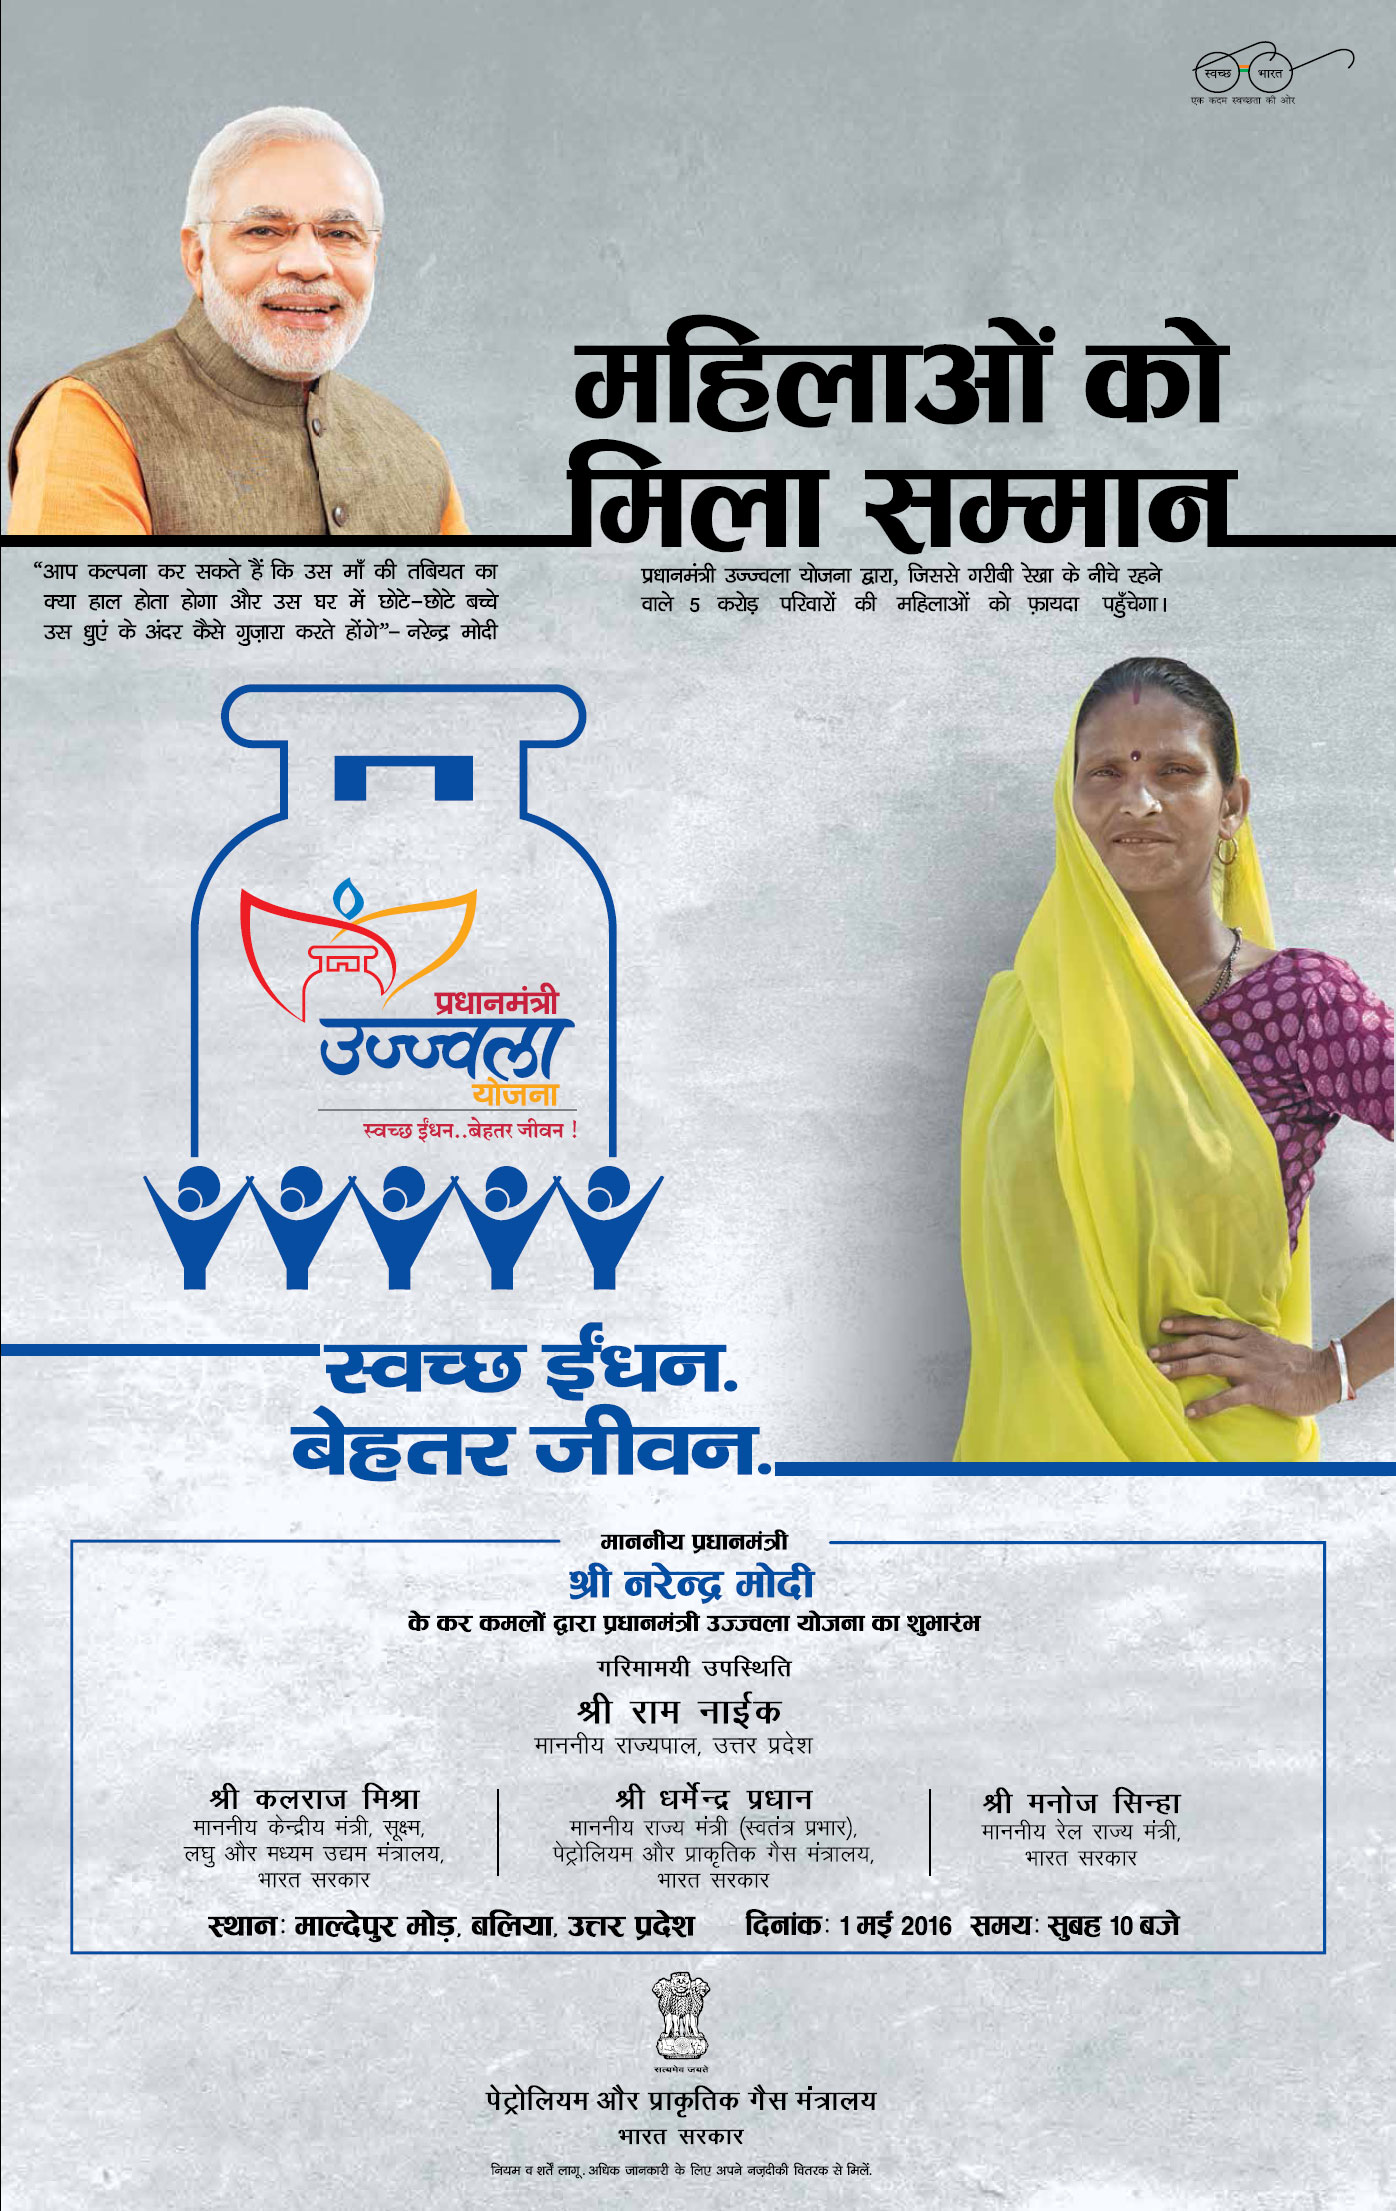 स्वच्छ भारत
एक कदम स्वच्छता की ओर
महिलाओं को
मिला सम्मान
“आप कल्पना कर सकते हैं कि उस माँ की तबियत का
क्या हाल होता होगा और उस घर में छोटे-छोटे बच्चे
उस धुएं के अंदर कैसे गुज़ारा करते होंगे”- नरेन्द्र मोदी
प्रधानमंत्री उज्ज्वला योजना द्वारा, जिससे गरीबी रेखा के नीचे रहने
वाले 5 करोड़ परिवारों की महिलाओं को फ़ायदा पहुँचेगा।
प्रधानमंत्री
उज्ज्वला
योजना
स्वच्छ ईंधन..बेहतर जीवन !
स्वच्छ ईंधन.
बेहतर जीवन.
माननीय प्रधानमंत्री
श्री नरेन्द्र मोदी
के कर कमलों द्वारा प्रधानमंत्री उज्ज्वला योजना का शुभारंभ
गरिमामयी उपस्थिति
श्री राम नाईक
माननीय राज्यपाल, उत्तर प्रदेश
श्री कलराज मिश्रा
माननीय केन्द्रीय मंत्री, सूक्ष्म,
लघु और मध्यम उद्यम मंत्रालय,
भारत सरकार
श्री धर्मेन्द्र प्रधान
माननीय राज्य मंत्री (स्वतंत्र प्रभार),
पेट्रोलियम और प्राकृतिक गैस मंत्रालय,
भारत सरकार
श्री मनोज सिन्हा
माननीय रेल राज्य मंत्री,
भारत सरकार
स्थान: माल्देपुर मोड़, बलिया, उत्तर प्रदेश दिनांक: 1 मई 2016 समय: सुबह 10 बजे
सत्यमेव जयते
पेट्रोलियम और प्राकृतिक गैस मंत्रालय
भारत सरकार
नियम व शर्तें लागू. अधिक जानकारी के लिए अपने नज़दीकी वितरक से मिलें.